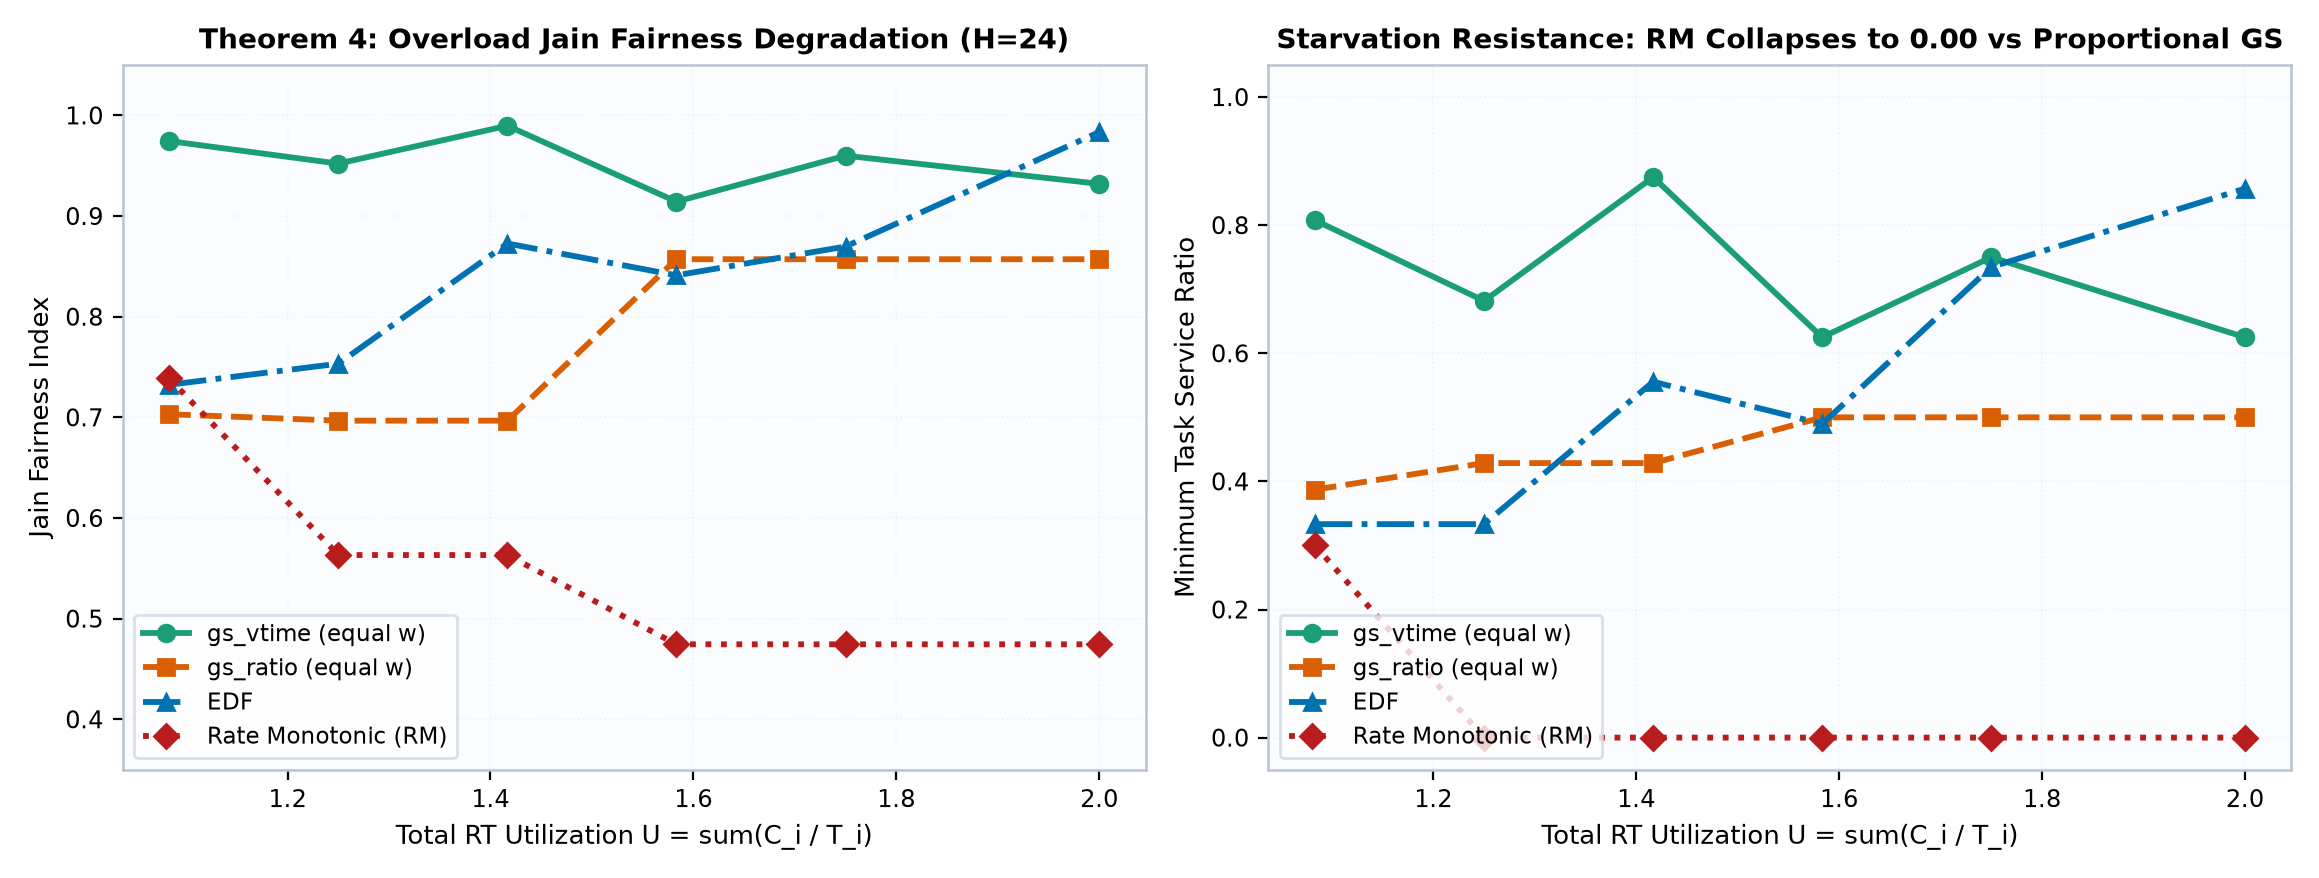 Theorem 4: Overload Jain Fairness Degradation (H=24)
Jain Fairness Index
1.0
0.9
0.8
0.7
0.6
0.5
0.4
gs_vtime (equal w)
gs_ratio (equal w)
EDF
Rate Monotonic (RM)
1.2 1.4 1.6 1.8 2.0
Total RT Utilization U = sum(C_i / T_i)
Starvation Resistance: RM Collapses to 0.00 vs Proportional GS
Minimum Task Service Ratio
1.0
0.8
0.6
0.4
0.2
0.0
gs_vtime (equal w)
gs_ratio (equal w)
EDF
Rate Monotonic (RM)
1.2 1.4 1.6 1.8 2.0
Total RT Utilization U = sum(C_i / T_i)